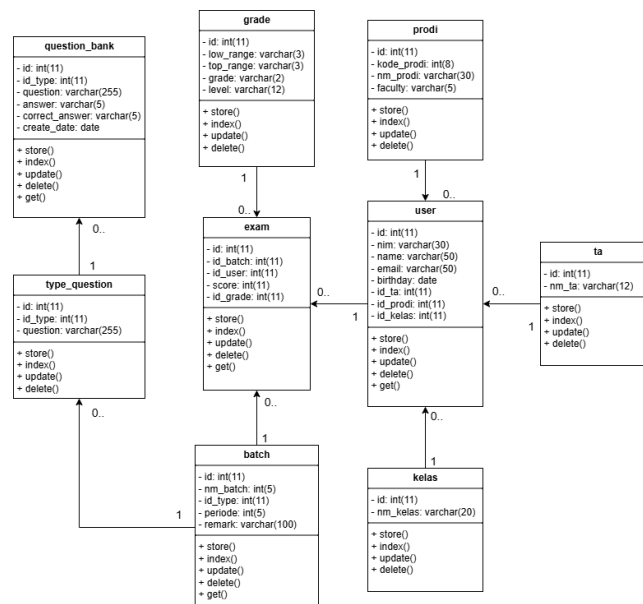 question_bank
- id: int(11)
- id_type: int(11)
- question: varchar(255)
- answer: varchar(5)
- correct_answer: varchar(5)
- create_date: date
+ store()
+ index()
+ update()
+ delete()
+ get()
grade
- id: int(11)
- low_range: varchar(3)
- top_range: varchar(3)
- grade: varchar(2)
- level: varchar(12)
+ store()
+ index()
+ update()
+ delete()
prodi
- id: int(11)
- kode_prodi: int(8)
- nm_prodi: varchar(30)
- faculty: varchar(5)
+ store()
+ index()
+ update()
+ delete()
1
0..
1
0..
0..
1
type_question
- id: int(11)
- id_type: int(11)
- question: varchar(255)
+ store()
+ index()
+ update()
+ delete()
0..
exam
- id: int(11)
- id_batch: int(11)
- id_user: int(11)
- score: int(11)
- id_grade: int(11)
+ store()
+ index()
+ update()
+ delete()
+ get()
0..
1
user
- id: int(11)
- nim: varchar(30)
- name: varchar(50)
- email: varchar(50)
- birthday: date
- id_ta: int(11)
- id_prodi: int(11)
- id_kelas: int(11)
+ store()
+ index()
+ update()
+ delete()
+ get()
0..
1
ta
- id: int(11)
- nm_ta: varchar(12)
+ store()
+ index()
+ update()
+ delete()
0..
1
0..
1
1
batch
- id: int(11)
- nm_batch: int(5)
- id_type: int(11)
- periode: int(5)
- remark: varchar(100)
+ store()
+ index()
+ update()
+ delete()
+ get()
kelas
- id: int(11)
- nm_kelas: varchar(20)
+ store()
+ index()
+ update()
+ delete()